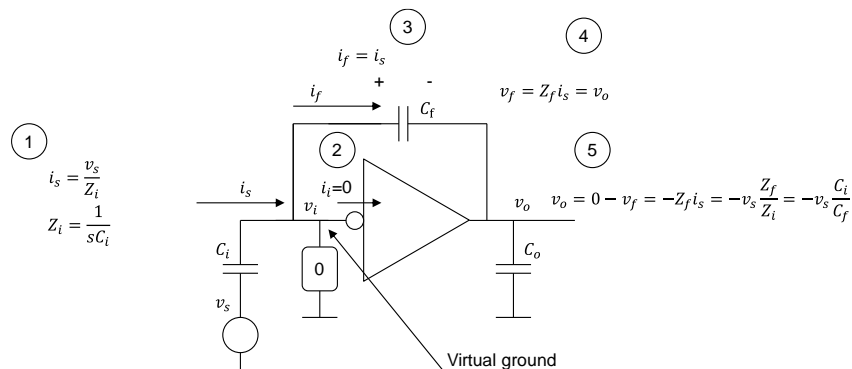 3
4
i_f = i_s
+ -
v_f = Z_f i_s = v_o
i_f
C_f
1
2
5
i_s = v_s/Z_i
i_s
i_i=0
v_o = 0 − v_f = −Z_f i_s = −v_s Z_f/Z_i = −v_s C_i/C_f
v_i
v_o
Z_i = 1/sC_i
C_i
0
C_o
v_s
Virtual ground